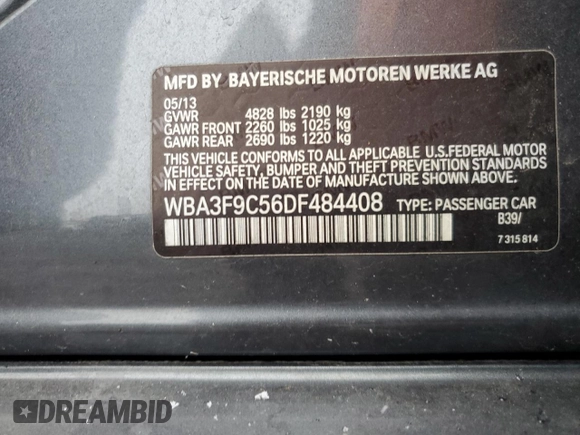 MFD BY BAYERISCHE MOTOREN WERKE AG
05/13
GVWR 4828 lbs 2190 kg
GAWR FRONT 2260 lbs 1025 kg
GAWR REAR 2690 lbs 1220 kg
THIS VEHICLE CONFORMS TO ALL APPLICABLE U.S.FEDERAL MOTOR
VEHICLE SAFETY, BUMPER AND THEFT PREVENTION STANDARDS
IN EFFECT ON THE DATE OF MANUFACTURE SHOWN ABOVE.
WBA3F9C56DF484408 TYPE: PASSENGER CAR
B39/
7 315 814
DREAMBID